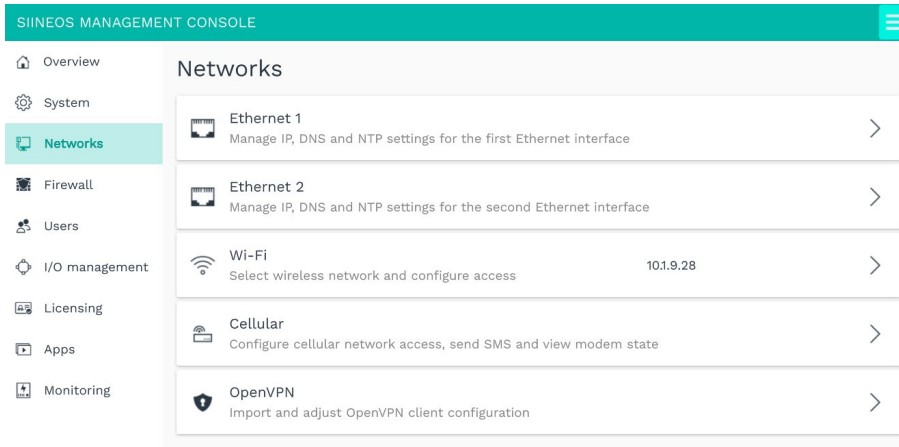 SIINEOS MANAGEMENT CONSOLE
Overview
System
Networks
Firewall
Users
I/O management
Licensing
Apps
Monitoring
Networks
Ethernet 1
Manage IP, DNS and NTP settings for the first Ethernet interface
Ethernet 2
Manage IP, DNS and NTP settings for the second Ethernet interface
Wi-Fi
Select wireless network and configure access
10.1.9.28
Cellular
Configure cellular network access, send SMS and view modem state
OpenVPN
Import and adjust OpenVPN client configuration